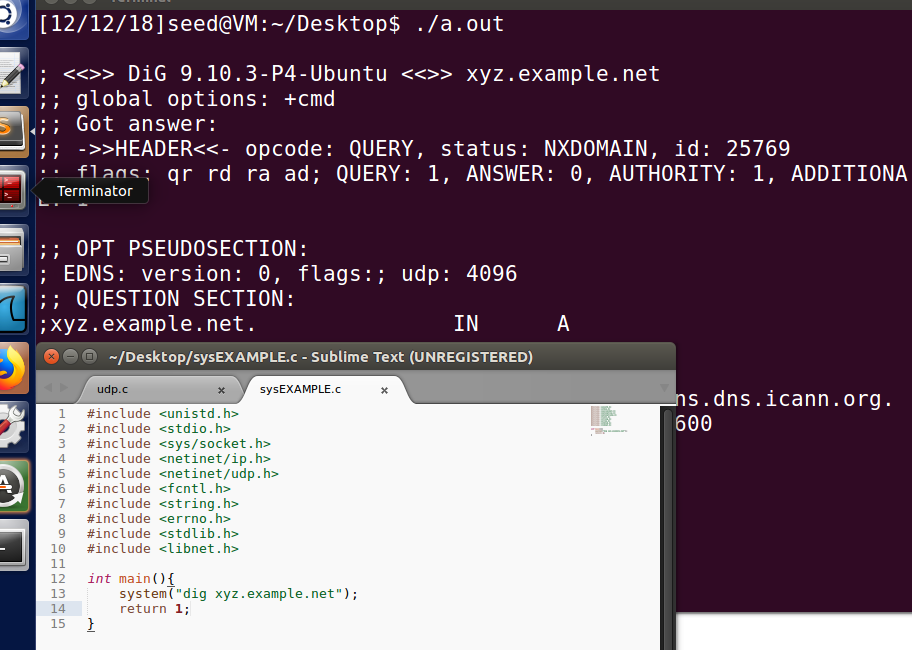 [12/12/18]seed@VM:~/Desktop$ ./a.out
; <<>> DiG 9.10.3-P4-Ubuntu <<>> xyz.example.net
;; global options: +cmd
;; Got answer:
;; ->>HEADER<<- opcode: QUERY, status: NXDOMAIN, id: 25769
;; flags: qr rd ra ad; QUERY: 1, ANSWER: 0, AUTHORITY: 1, ADDITIONA
Terminator
;; OPT PSEUDOSECTION:
; EDNS: version: 0, flags:; udp: 4096
;; QUESTION SECTION:
;xyz.example.net. IN A
ns.dns.icann.org.
600
~/Desktop/sysEXAMPLE.c - Sublime Text (UNREGISTERED)
udp.c x sysEXAMPLE.c x
1 #include <unistd.h>
2 #include <stdio.h>
3 #include <sys/socket.h>
4 #include <netinet/ip.h>
5 #include <netinet/udp.h>
6 #include <fcntl.h>
7 #include <string.h>
8 #include <errno.h>
9 #include <stdlib.h>
10 #include <libnet.h>
11
12 int main(){
13 system("dig xyz.example.net");
14 return 1;
15 }